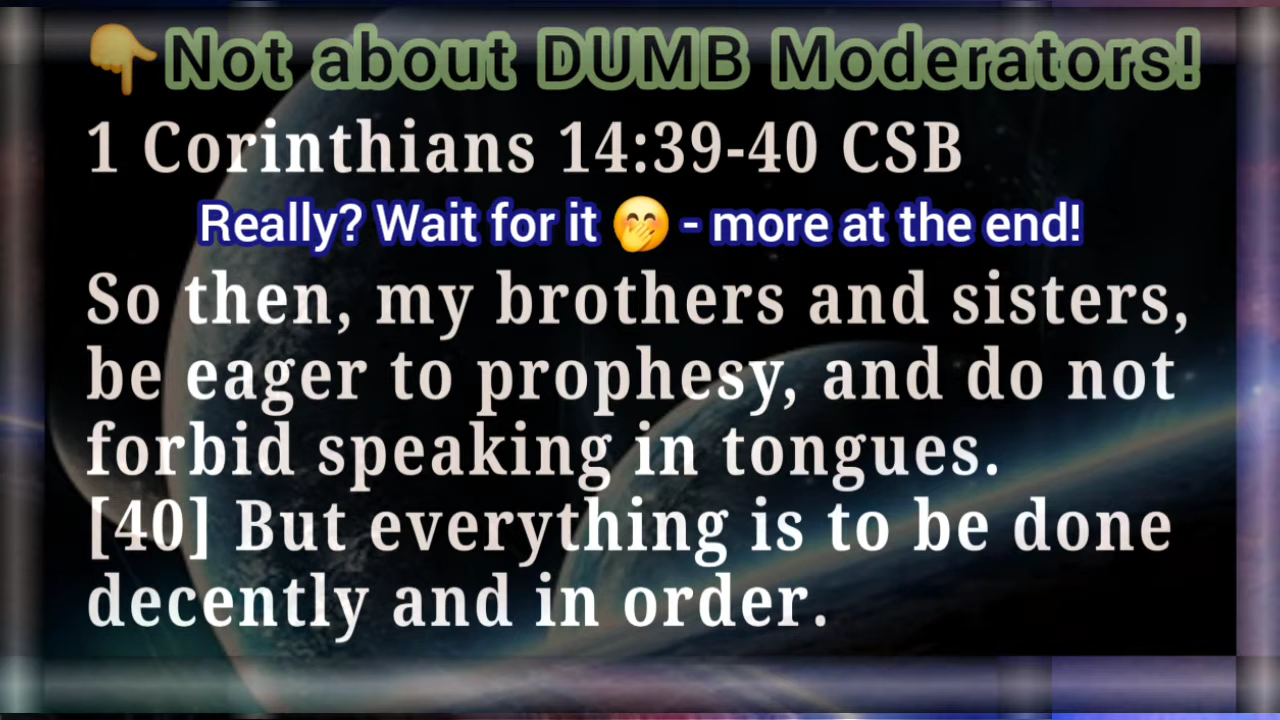 👇Not about DUMB Moderators!
1 Corinthians 14:39-40 CSB
Really? Wait for it 🤭 - more at the end!
So then, my brothers and sisters,
be eager to prophesy, and do not
forbid speaking in tongues.
[40] But everything is to be done
decently and in order.